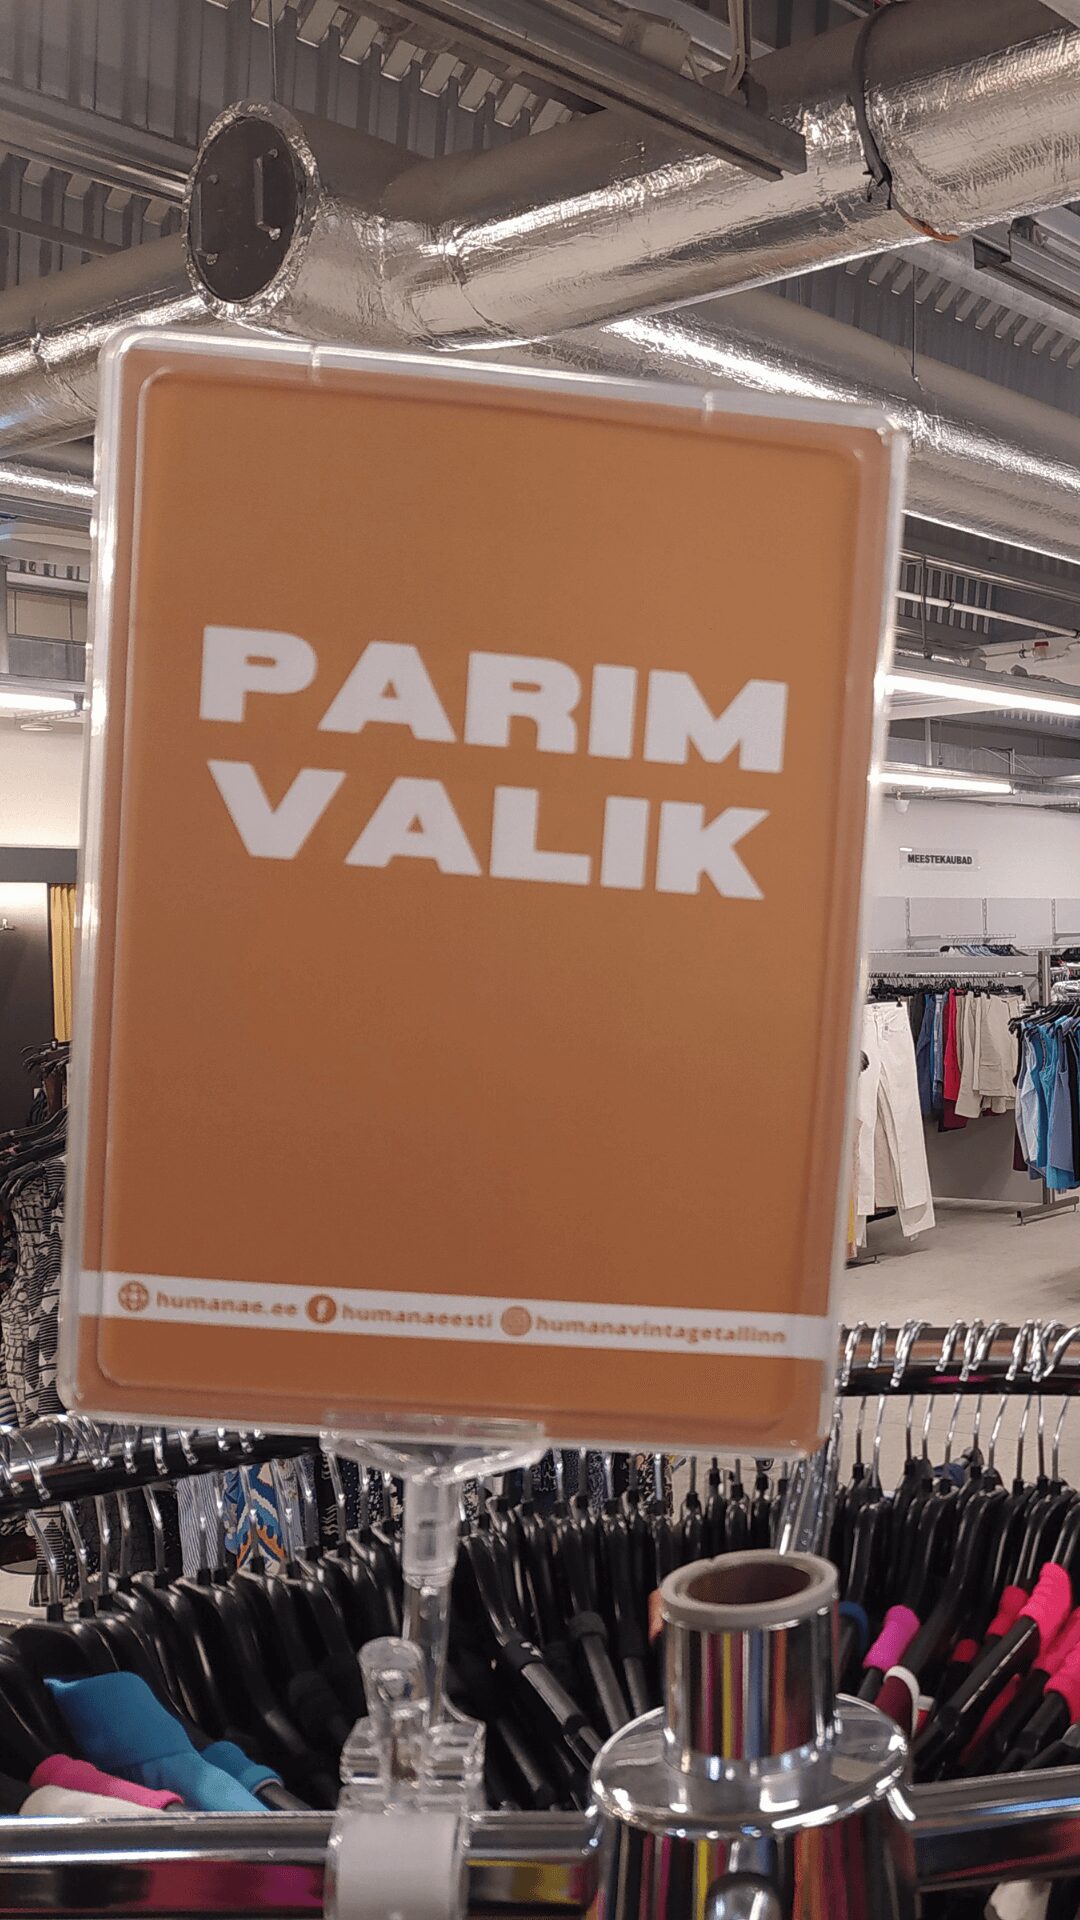 PARIM
VALIK
MEESTEKAUBAD
humanae.ee humanaeesti humanavintagetallinn